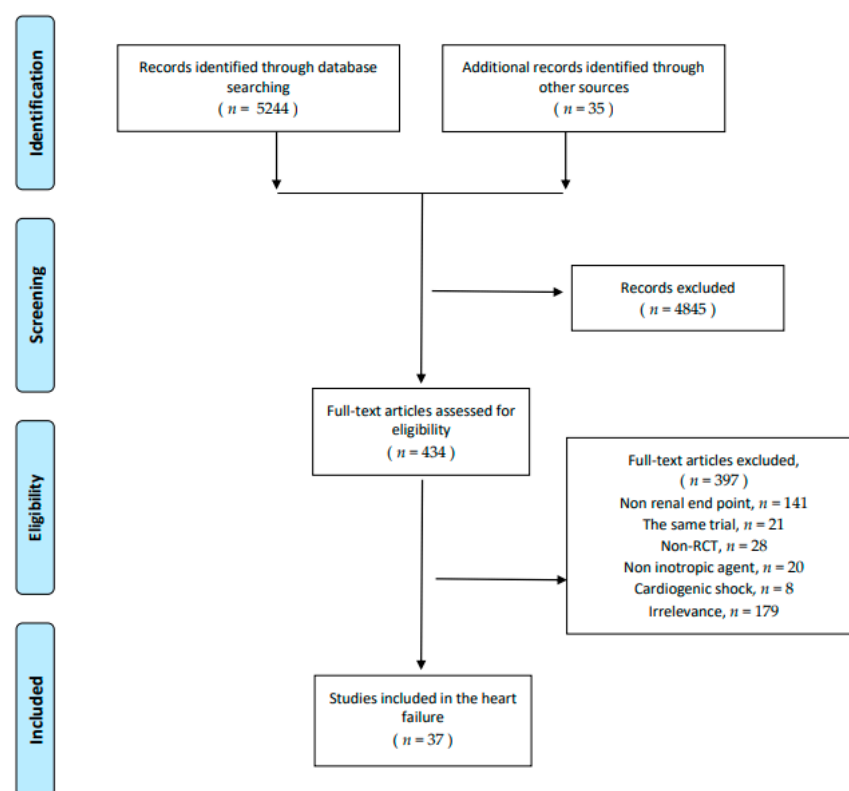 Identification
Records identified through database
searching
( n = 5244 )
Additional records identified through
other sources
( n = 35 )
Screening
Records excluded
( n = 4845 )
Full-text articles assessed for
eligibility
( n = 434 )
Eligibility
Full-text articles excluded,
( n = 397 )
Non renal end point, n = 141
The same trial, n = 21
Non-RCT, n = 28
Non inotropic agent, n = 20
Cardiogenic shock, n = 8
Irrelevance, n = 179
Included
Studies included in the heart
failure
( n = 37 )